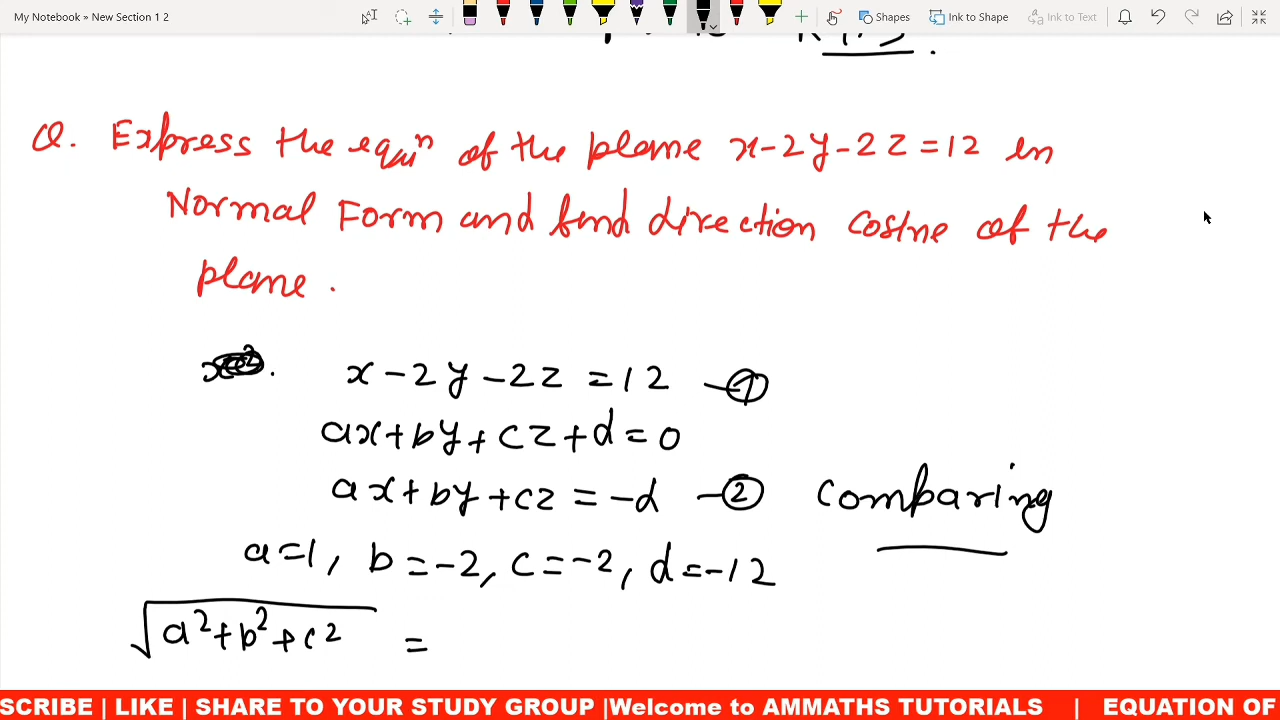 My Notebook » New Section 1 2
Shapes
Ink to Shape
Ink to Text
Q. Express the equⁿ of the plane x-2y-2z=12 in
Normal Form and find direction cosine of the
plane.
x-2y-2z=12 -①
ax+by+cz+d=0
ax+by+cz=-d -② Comparing
a=1, b=-2, c=-2, d=-12
√a²+b²+c² =
SCRIBE | LIKE | SHARE TO YOUR STUDY GROUP |Welcome to AMMATHS TUTORIALS | EQUATION OF